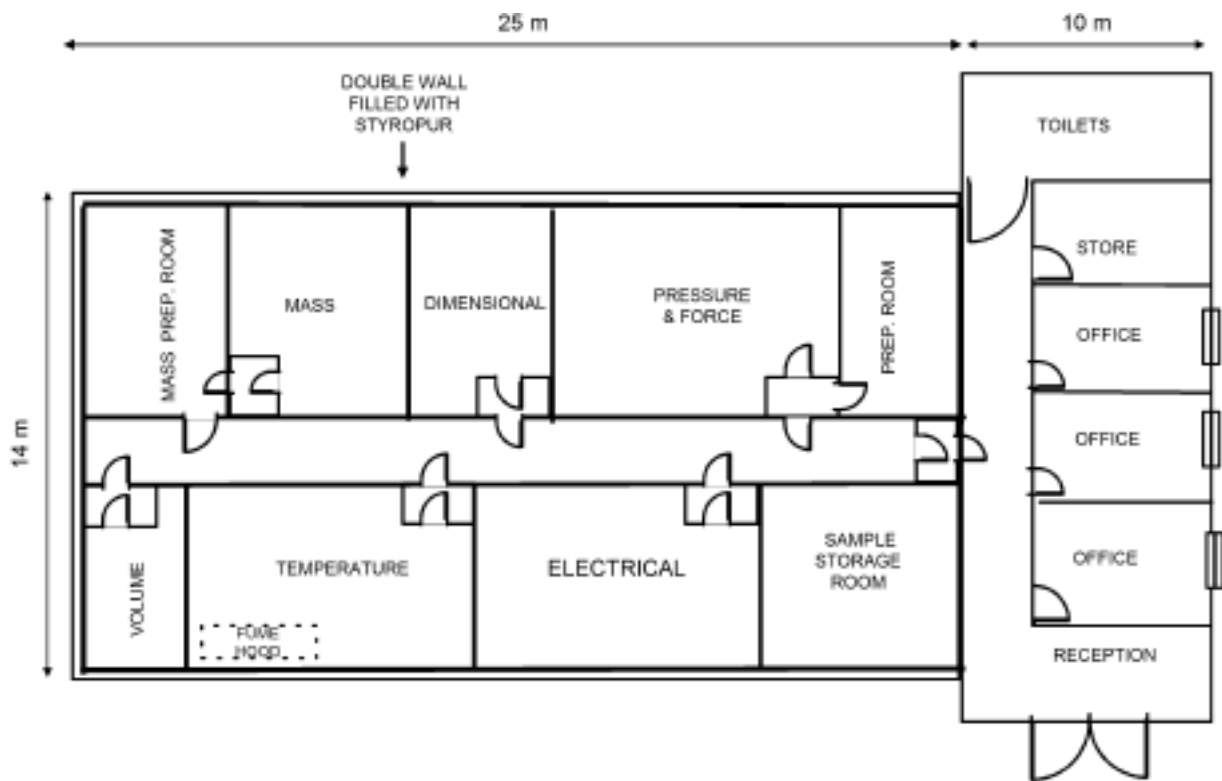 25 m
10 m
DOUBLE WALL
FILLED WITH
STYROPUR
TOILETS
14 m
MASS PREP. ROOM
MASS
DIMENSIONAL
PRESSURE
& FORCE
PREP. ROOM
STORE
OFFICE
OFFICE
OFFICE
VOLUME
TEMPERATURE
FUME
HOOD
ELECTRICAL
SAMPLE
STORAGE
ROOM
RECEPTION